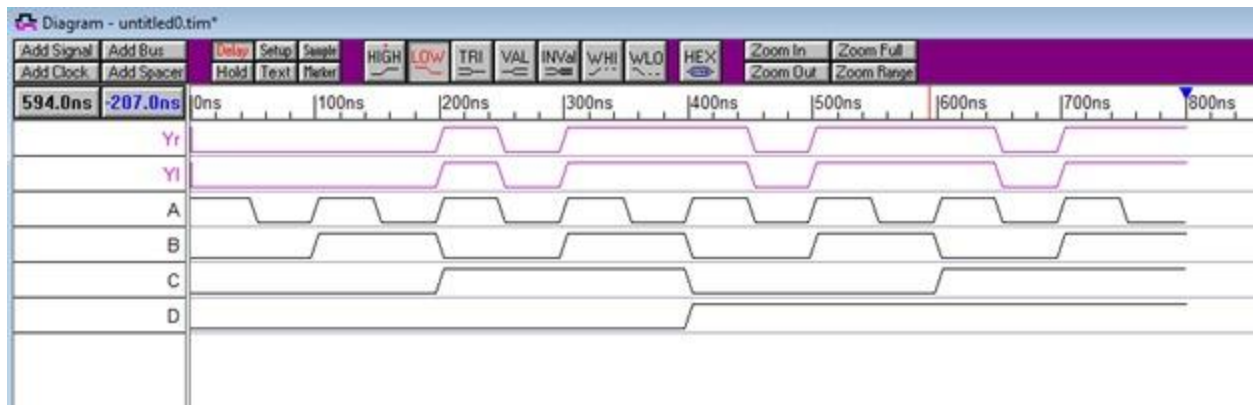 Diagram - untitled0.tim*
Add Signal Add Bus Delay Setup Sample HIGH LOW TRI VAL INVal WHI WLO HEX Zoom In Zoom Full
Add Clock Add Spacer Hold Text Marker Zoom Out Zoom Range
594.0ns -207.0ns 0ns 100ns 200ns 300ns 400ns 500ns 600ns 700ns 800ns
Yr
Yl
A
B
C
D